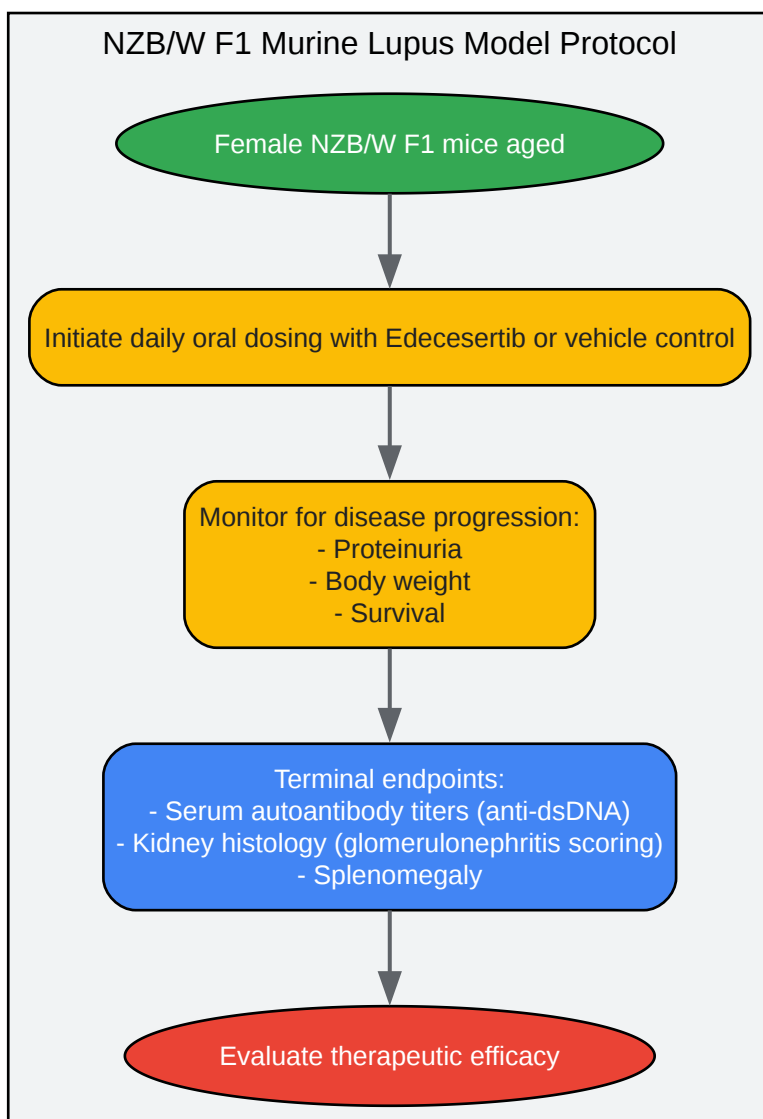 NZB/W F1 Murine Lupus Model Protocol
Female NZB/W F1 mice aged
Initiate daily oral dosing with Edecesertib or vehicle control
Monitor for disease progression:
- Proteinuria
- Body weight
- Survival
Terminal endpoints:
- Serum autoantibody titers (anti-dsDNA)
- Kidney histology (glomerulonephritis scoring)
- Splenomegaly
Evaluate therapeutic efficacy